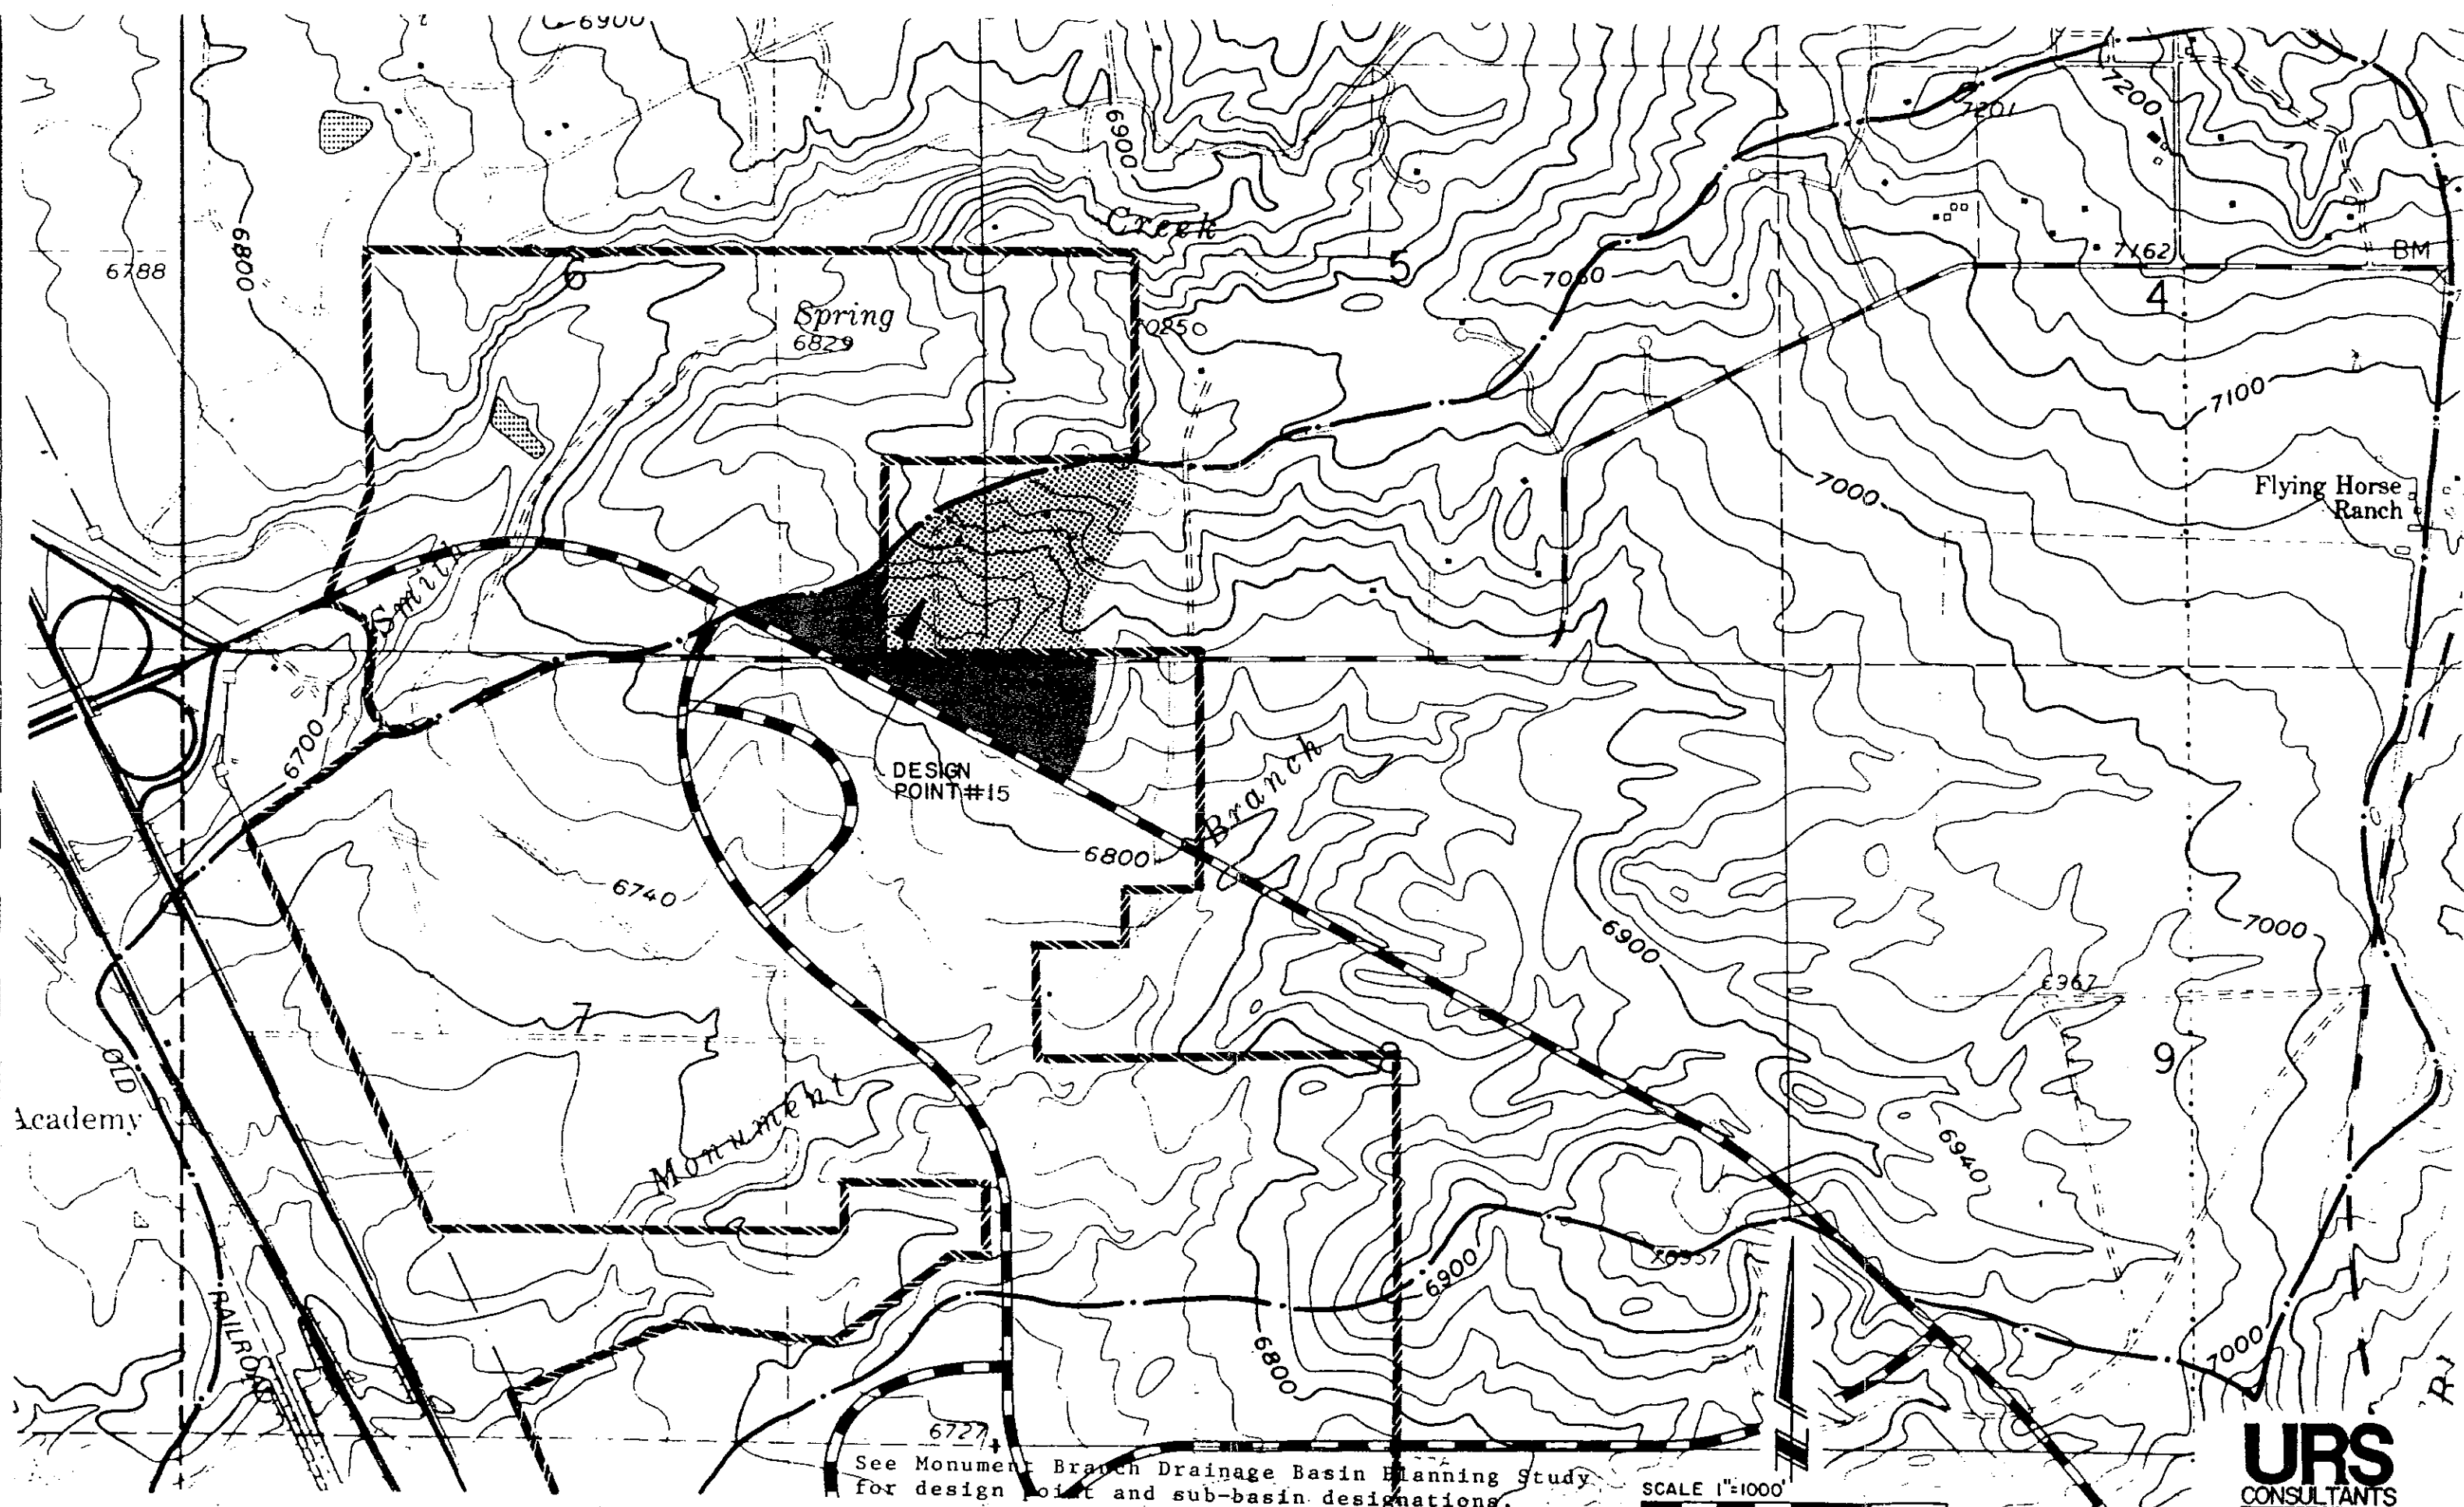 6900
6900
7200
7201
6800
Creek
6788
6
5
7162
BM
7060
4
Spring
6829
7100
7000
Flying Horse
Ranch
Smith
6700
DESIGN
POINT #15
Branch
6800
6740
6900
7000
6967
7
9
OLD
Academy
Monument
6940
6900
6800
7000
RAILROAD
6727
See Monument Branch Drainage Basin Planning Study
for design point and sub-basin designations.
SCALE 1"=1000'
R
URS
CONSULTANTS